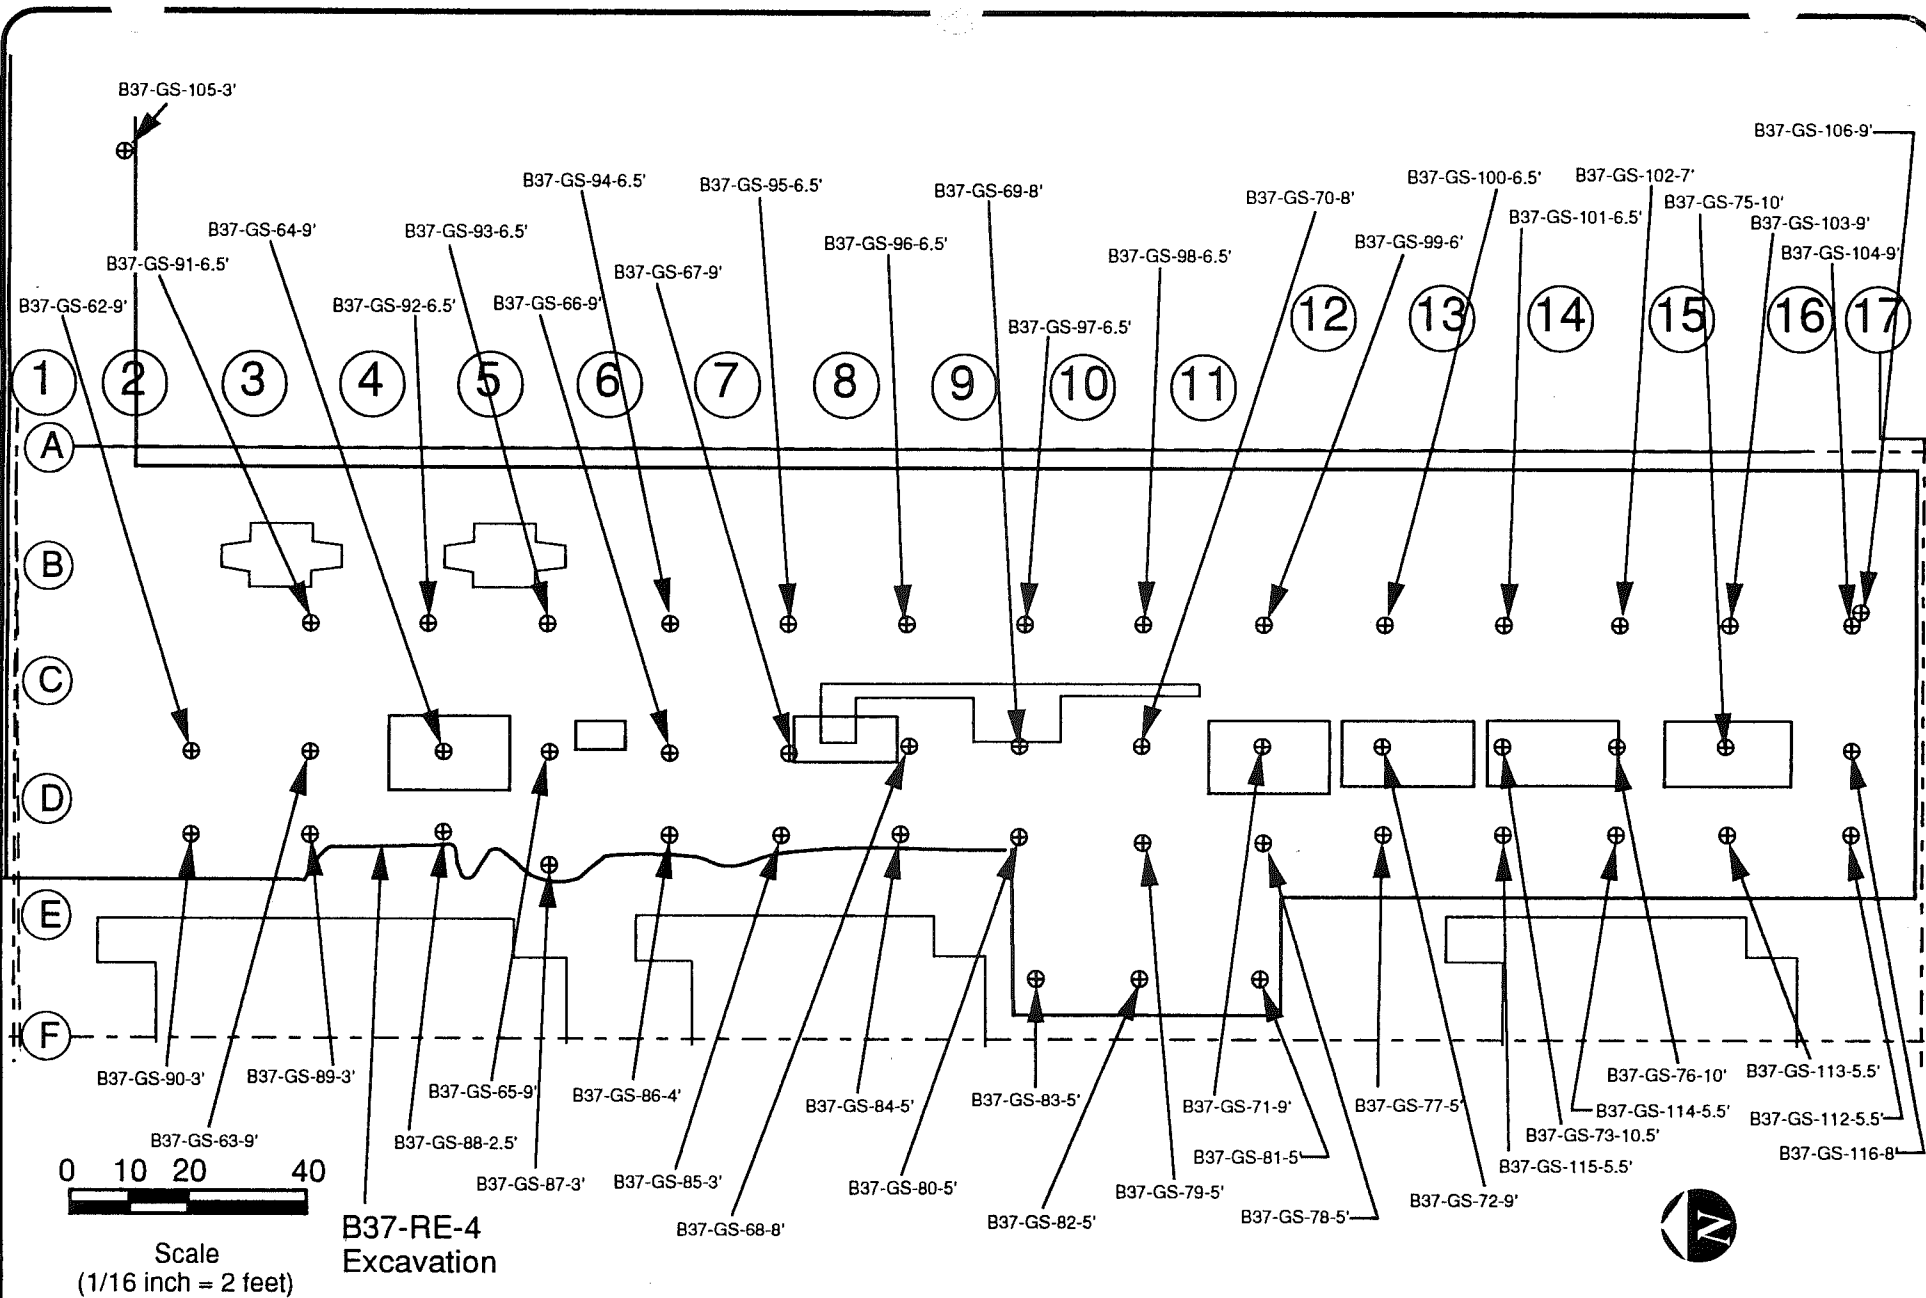 B37-GS-105-3'
B37-GS-106-9'
B37-GS-94-6.5'
B37-GS-95-6.5'
B37-GS-69-8'
B37-GS-70-8'
B37-GS-100-6.5'
B37-GS-102-7'
B37-GS-64-9'
B37-GS-93-6.5'
B37-GS-96-6.5'
B37-GS-99-6'
B37-GS-101-6.5'
B37-GS-75-10'
B37-GS-103-9'
B37-GS-91-6.5'
B37-GS-67-9'
B37-GS-98-6.5'
B37-GS-104-9'
B37-GS-62-9'
B37-GS-92-6.5'
B37-GS-66-9'
B37-GS-97-6.5'
12
13
14
15
16
17
1
2
3
4
5
6
7
8
9
10
11
A
B
C
D
E
F
B37-GS-90-3'
B37-GS-89-3'
B37-GS-65-9'
B37-GS-86-4'
B37-GS-84-5'
B37-GS-83-5'
B37-GS-71-9'
B37-GS-77-5'
B37-GS-76-10'
B37-GS-113-5.5'
B37-GS-114-5.5'
B37-GS-112-5.5'
B37-GS-63-9'
B37-GS-88-2.5'
B37-GS-73-10.5'
B37-GS-81-5'
B37-GS-115-5.5'
B37-GS-116-8'
B37-GS-87-3'
B37-GS-85-3'
B37-GS-80-5'
B37-GS-79-5'
B37-GS-72-9'
B37-GS-68-8'
B37-GS-82-5'
B37-GS-78-5'
0 10 20 40
Scale
(1/16 inch = 2 feet)
B37-RE-4
Excavation
N